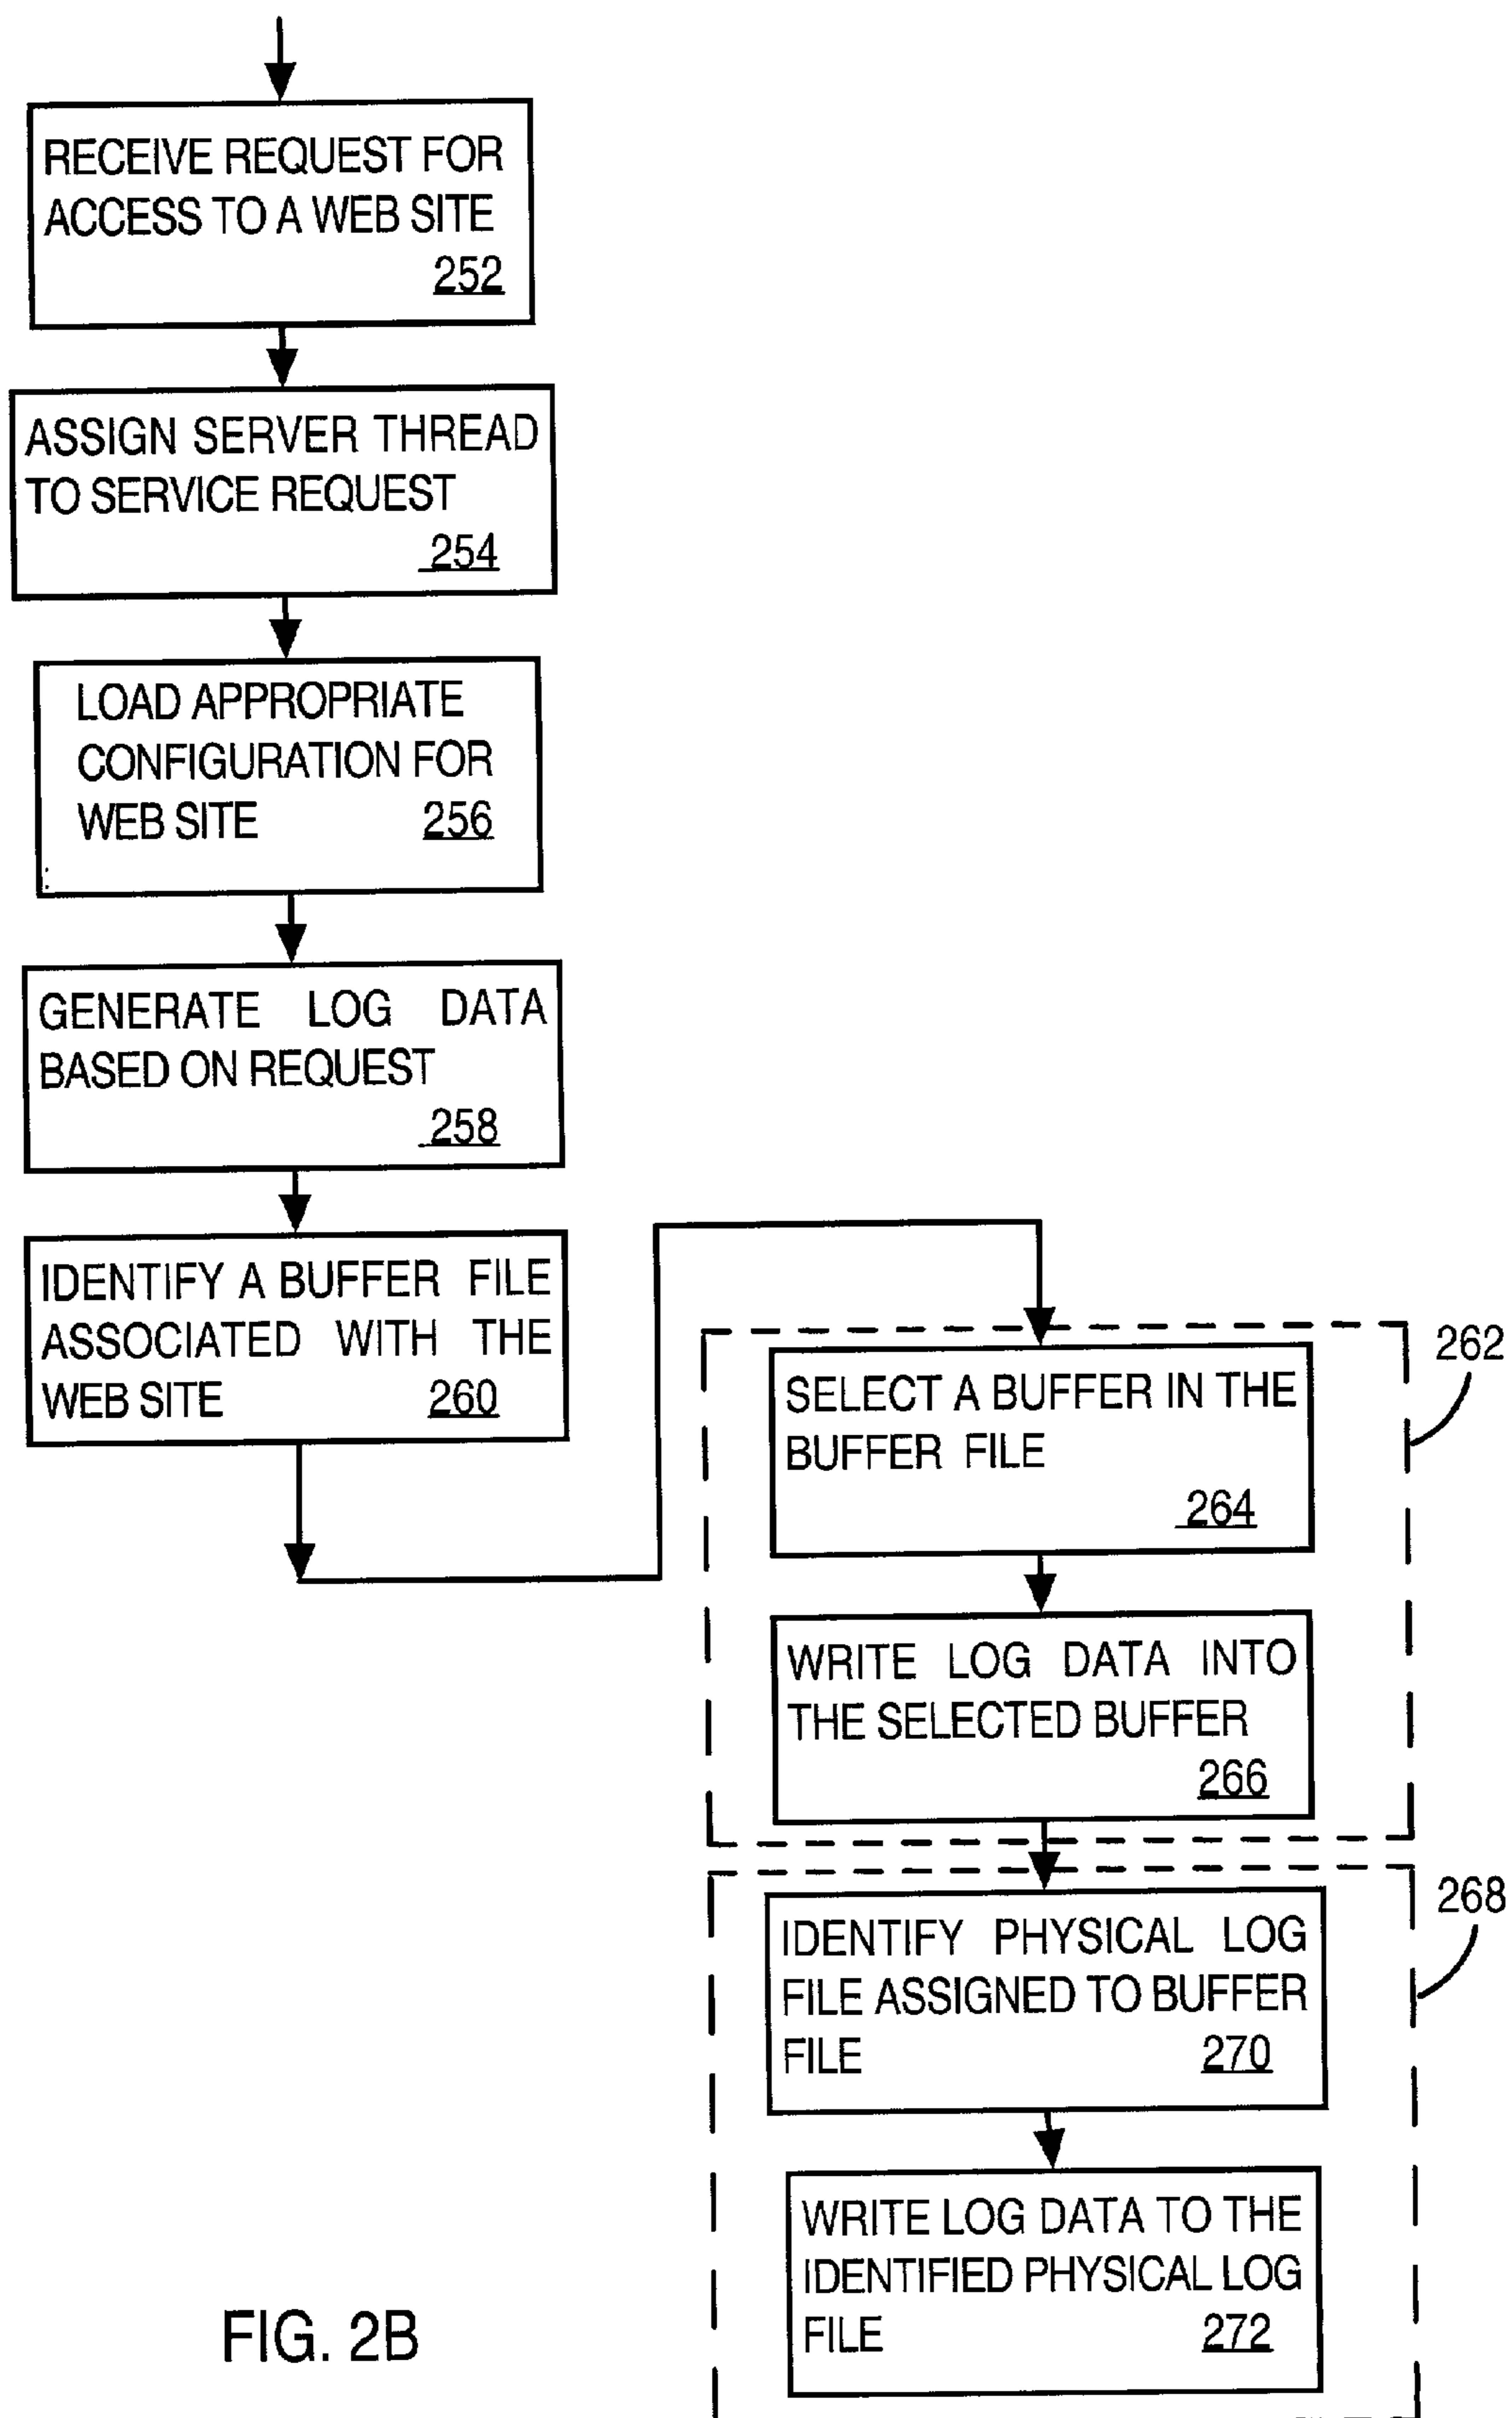 RECEIVE REQUEST FOR
ACCESS TO A WEB SITE
252
ASSIGN SERVER THREAD
TO SERVICE REQUEST
254
LOAD APPROPRIATE
CONFIGURATION FOR
WEB SITE 256
GENERATE LOG DATA
BASED ON REQUEST
258
IDENTIFY A BUFFER FILE
ASSOCIATED WITH THE
WEB SITE 260
262
SELECT A BUFFER IN THE
BUFFER FILE
264
WRITE LOG DATA INTO
THE SELECTED BUFFER
266
268
IDENTIFY PHYSICAL LOG
FILE ASSIGNED TO BUFFER
FILE 270
WRITE LOG DATA TO THE
IDENTIFIED PHYSICAL LOG
FILE 272
FIG. 2B